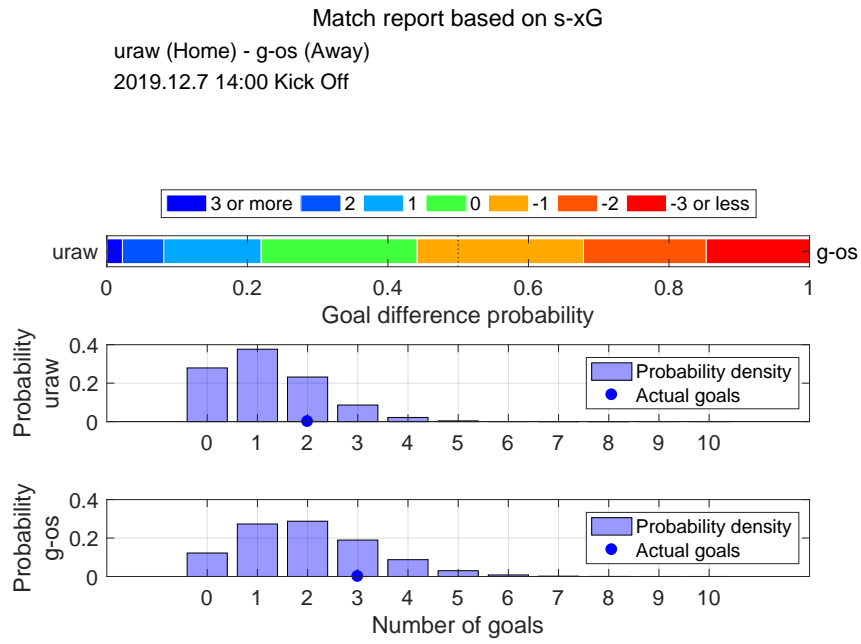 Match report based on s-xG
uraw (Home) - g-os (Away)
2019.12.7 14:00 Kick Off
3 or more 2 1 0 -1 -2 -3 or less
uraw g-os
0 0.2 0.4 0.6 0.8 1
Goal difference probability
Probability
uraw
0.4
0.2
0
Probability density
Actual goals
0 1 2 3 4 5 6 7 8 9 10
Probability
g-os
0.4
0.2
0
Probability density
Actual goals
0 1 2 3 4 5 6 7 8 9 10
Number of goals